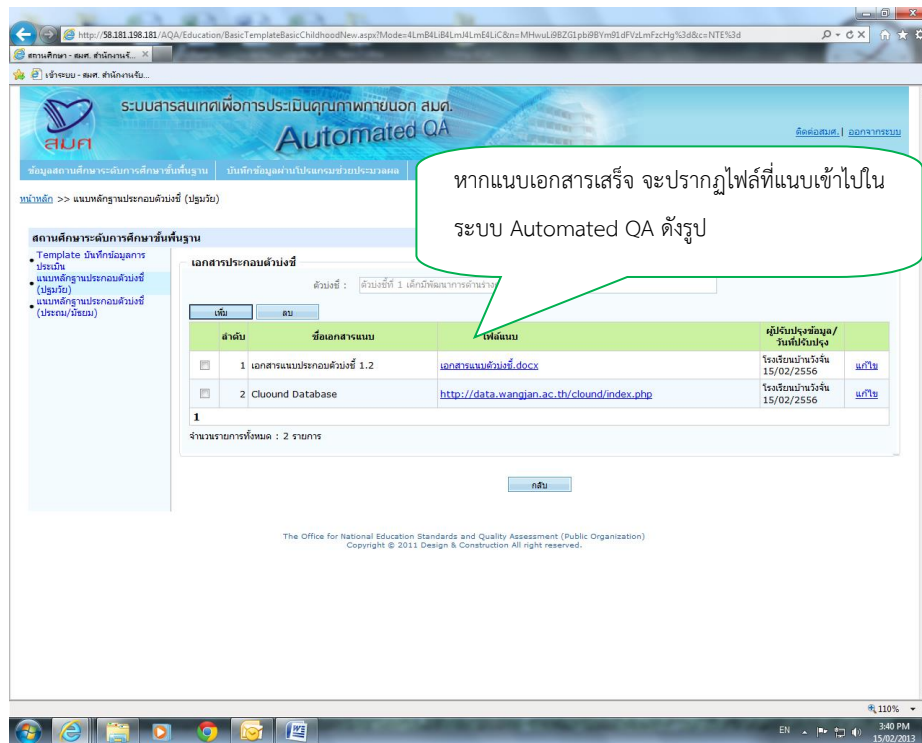 http://58.181.198.181/AQA/Education/BasicTemplateBasicChildhoodNew.aspx?Mode=4LmB4LiB4LmJ4LmE4LiC&n=MHwuLi9BZG1pbi9BYm91dFVzLmFzcHg%3d&c=NTE%3d
สถานศึกษา - สมศ. สำนักงานรั...
เข้าระบบ - สมศ. สำนักงานรับ...
ระบบสารสนเทศเพื่อการประเมินคุณภาพภายนอก สมศ.
Automated QA
สมศ
ติดต่อสมศ. | ออกจากระบบ
ข้อมูลสถานศึกษาระดับการศึกษาขั้นพื้นฐาน บันทึกข้อมูลผ่านโปรแกรมช่วยประมวลผล
หากแนบเอกสารเสร็จ จะปรากฏไฟล์ที่แนบเข้าไปใน
ระบบ Automated QA ดังรูป
หน้าหลัก >> แนบหลักฐานประกอบตัวบ่งชี้ (ปฐมวัย)
สถานศึกษาระดับการศึกษาขั้นพื้นฐาน
Template บันทึกข้อมูลการ
ประเมิน
แนบหลักฐานประกอบตัวบ่งชี้
(ปฐมวัย)
แนบหลักฐานประกอบตัวบ่งชี้
(ประถม/มัธยม)
เอกสารประกอบตัวบ่งชี้
ตัวบ่งชี้ : ตัวบ่งชี้ที่ 1 เด็กมีพัฒนาการด้านร่าง
เพิ่ม ลบ
ลำดับ ชื่อเอกสารแนบ ไฟล์แนบ ผู้ปรับปรุงข้อมูล/
วันที่ปรับปรุง
1 เอกสารแนบประกอบตัวบ่งชี้ 1.2 เอกสารแนบตัวบ่งชี้.docx โรงเรียนบ้านวังจั่น
15/02/2556 แก้ไข
2 Cluound Database http://data.wangjan.ac.th/clound/index.php โรงเรียนบ้านวังจั่น
15/02/2556 แก้ไข
1
จำนวนรายการทั้งหมด : 2 รายการ
กลับ
The Office for National Education Standards and Quality Assessment (Public Organization)
Copyright © 2011 Design & Construction All right reserved.
110%
EN
3:40 PM
15/02/2013